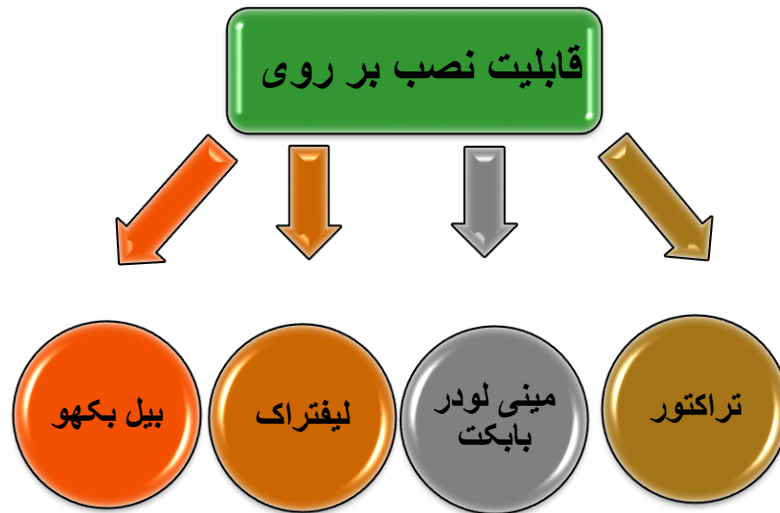 قابلیت نصب بر روی
تراکتور
مینی لودر
بابکت
لیفتراک
بیل بکهو